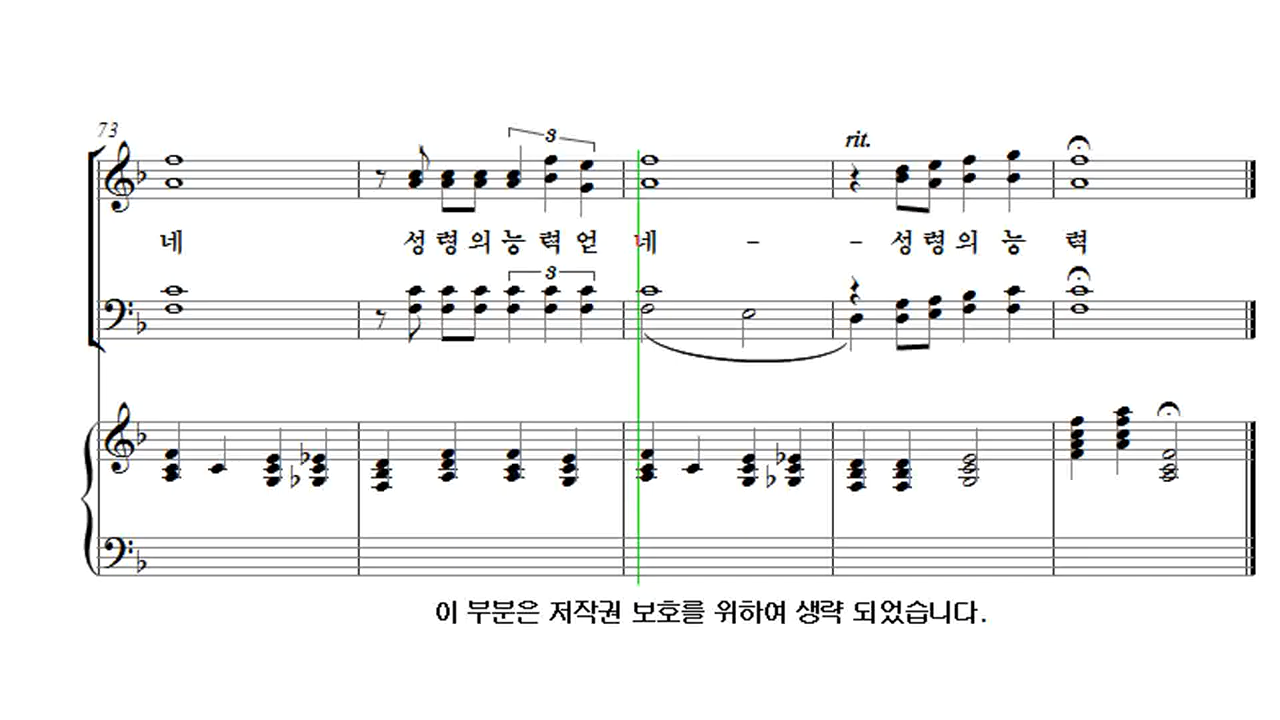 73
3
rit.
네 성 령 의 능 력 얻 네 - - 성 령 의 능 력
3
이 부분은 저작권 보호를 위하여 생략 되었습니다.